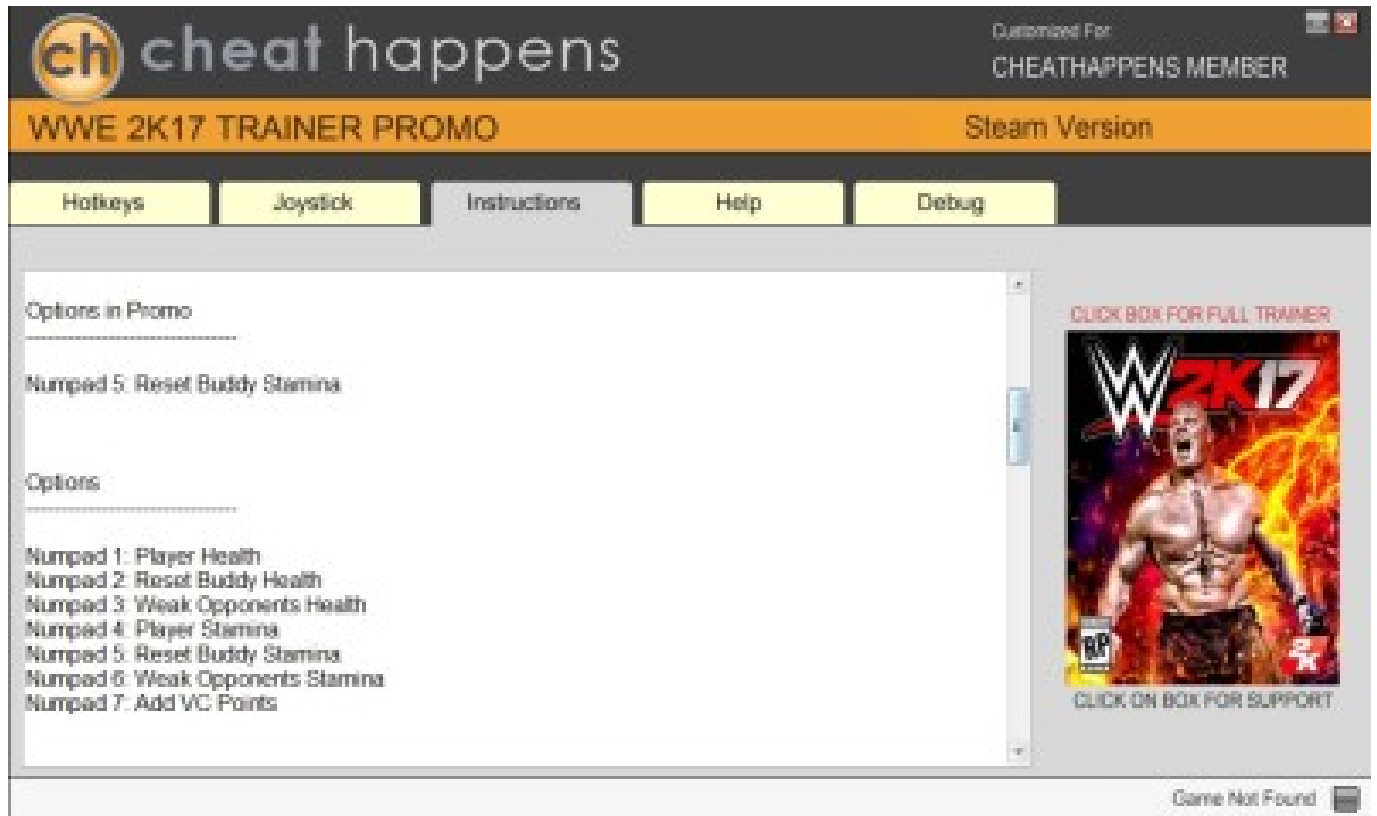 ch cheat happens
Customized For:
CHEATHAPPENS MEMBER
WWE 2K17 TRAINER PROMO
Steam Version
Hotkeys
Joystick
Instructions
Help
Debug
Options in Promo
------------------------------
Numpad 5: Reset Buddy Stamina
Options
------------------------------
Numpad 1: Player Health
Numpad 2: Reset Buddy Health
Numpad 3: Weak Opponents Health
Numpad 4: Player Stamina
Numpad 5: Reset Buddy Stamina
Numpad 6: Weak Opponents Stamina
Numpad 7: Add VC Points
CLICK BOX FOR FULL TRAINER
W 2K17
RP
2K
CLICK ON BOX FOR SUPPORT
Game Not Found